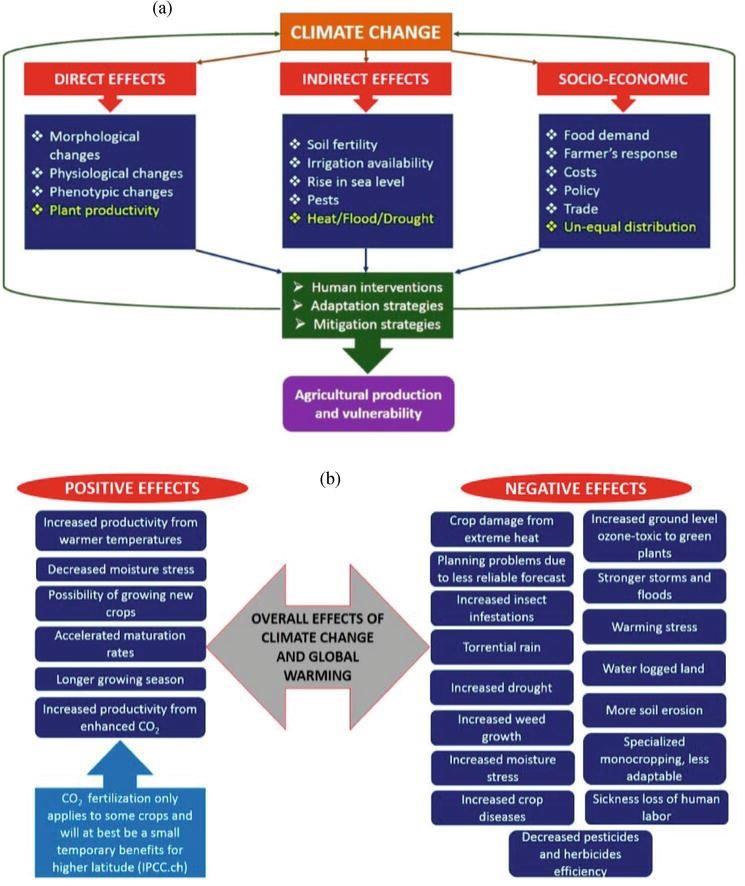 (a)
CLIMATE CHANGE
DIRECT EFFECTS
INDIRECT EFFECTS
SOCIO-ECONOMIC
❖ Morphological
changes
❖ Physiological changes
❖ Phenotypic changes
❖ Plant productivity
❖ Soil fertility
❖ Irrigation availability
❖ Rise in sea level
❖ Pests
❖ Heat/Flood/Drought
❖ Food demand
❖ Farmer's response
❖ Costs
❖ Policy
❖ Trade
❖ Un-equal distribution
➢ Human interventions
➢ Adaptation strategies
➢ Mitigation strategies
Agricultural production
and vulnerability
(b)
POSITIVE EFFECTS
Increased productivity from
warmer temperatures
Decreased moisture stress
Possibility of growing new
crops
Accelerated maturation
rates
Longer growing season
Increased productivity from
enhanced CO₂
CO₂ fertilization only
applies to some crops and
will at best be a small
temporary benefits for
higher latitude (IPCC.ch)
OVERALL EFFECTS OF
CLIMATE CHANGE
AND GLOBAL
WARMING
NEGATIVE EFFECTS
Crop damage from
extreme heat
Planning problems due
to less reliable forecast
Increased insect
infestations
Torrential rain
Increased drought
Increased weed
growth
Increased moisture
stress
Increased crop
diseases
Increased ground level
ozone-toxic to green
plants
Stronger storms and
floods
Warming stress
Water logged land
More soil erosion
Specialized
monocropping, less
adaptable
Sickness loss of human
labor
Decreased pesticides
and herbicides
efficiency